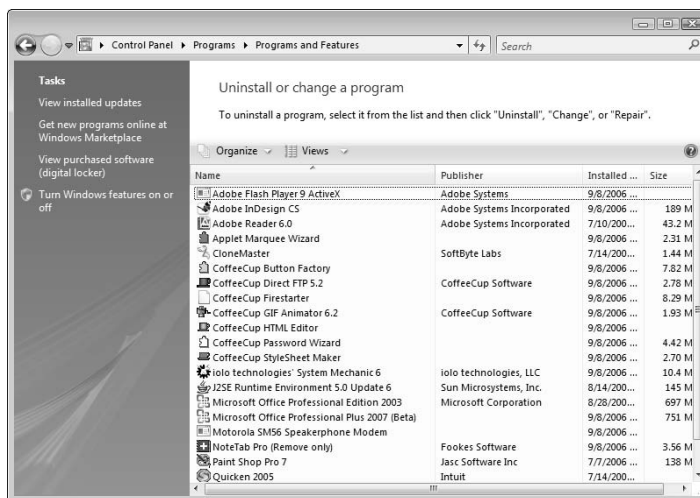 Control Panel ▸ Programs ▸ Programs and Features
Search
Tasks
View installed updates
Get new programs online at
Windows Marketplace
View purchased software
(digital locker)
Turn Windows features on or
off
Uninstall or change a program
To uninstall a program, select it from the list and then click "Uninstall", "Change", or "Repair".
Organize Views
Name Publisher Installed ... Size
Adobe Flash Player 9 ActiveX Adobe Systems 9/8/2006 ...
Adobe InDesign CS Adobe Systems Incorporated 9/8/2006 ... 189 M
Adobe Reader 6.0 Adobe Systems Incorporated 7/10/200... 43.2 M
Applet Marquee Wizard 9/8/2006 ... 2.31 M
CloneMaster SoftByte Labs 7/14/200... 1.44 M
CoffeeCup Button Factory 9/8/2006 ... 7.82 M
CoffeeCup Direct FTP 5.2 CoffeeCup Software 9/8/2006 ... 2.78 M
CoffeeCup Firestarter 9/8/2006 ... 8.29 M
CoffeeCup GIF Animator 6.2 CoffeeCup Software 9/8/2006 ... 1.93 M
CoffeeCup HTML Editor 9/8/2006 ...
CoffeeCup Password Wizard 9/8/2006 ... 4.42 M
CoffeeCup StyleSheet Maker 9/8/2006 ... 2.70 M
iolo technologies' System Mechanic 6 iolo technologies, LLC 9/8/2006 ... 10.4 M
J2SE Runtime Environment 5.0 Update 6 Sun Microsystems, Inc. 8/14/200... 145 M
Microsoft Office Professional Edition 2003 Microsoft Corporation 8/28/200... 697 M
Microsoft Office Professional Plus 2007 (Beta) 9/8/2006 ... 751 M
Motorola SM56 Speakerphone Modem 9/8/2006 ...
NoteTab Pro (Remove only) Fookes Software 9/8/2006 ... 3.56 M
Paint Shop Pro 7 Jasc Software Inc 7/7/2006 ... 138 M
Quicken 2005 Intuit 7/14/200...